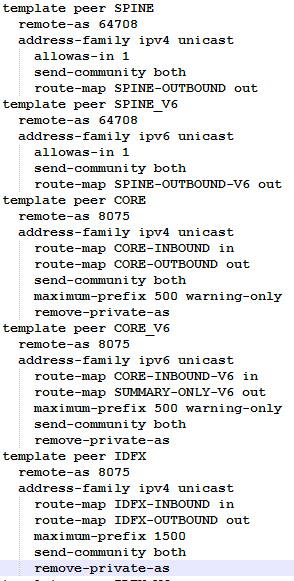 template peer SPINE
remote-as 64708
address-family ipv4 unicast
allowas-in 1
send-community both
route-map SPINE-OUTBOUND out
template peer SPINE_V6
remote-as 64708
address-family ipv6 unicast
allowas-in 1
send-community both
route-map SPINE-OUTBOUND-V6 out
template peer CORE
remote-as 8075
address-family ipv4 unicast
route-map CORE-INBOUND in
route-map CORE-OUTBOUND out
send-community both
maximum-prefix 500 warning-only
remove-private-as
template peer CORE_V6
remote-as 8075
address-family ipv6 unicast
route-map CORE-INBOUND-V6 in
route-map SUMMARY-ONLY-V6 out
maximum-prefix 500 warning-only
send-community both
remove-private-as
template peer IDFX
remote-as 8075
address-family ipv4 unicast
route-map IDFX-INBOUND in
route-map IDFX-OUTBOUND out
maximum-prefix 1500
send-community both
remove-private-as